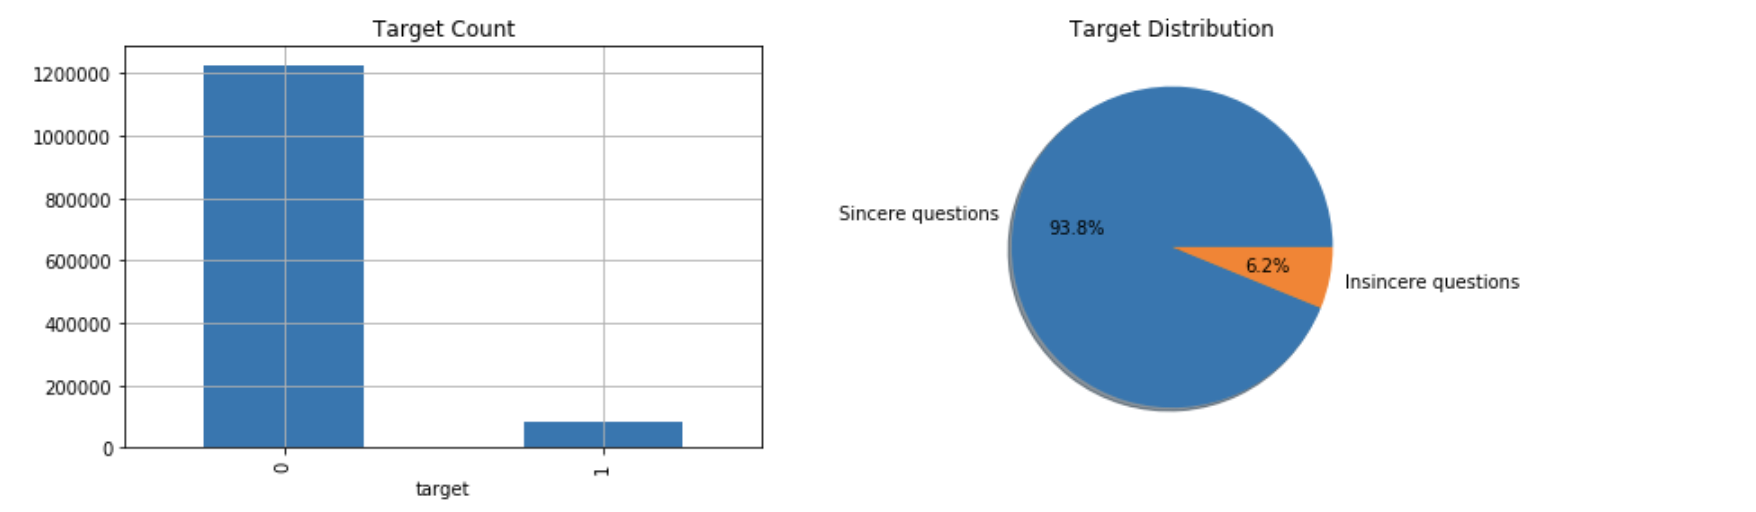 Target Count
1200000
1000000
800000
600000
400000
200000
0
0
1
target
Target Distribution
Sincere questions
93.8%
6.2%
Insincere questions